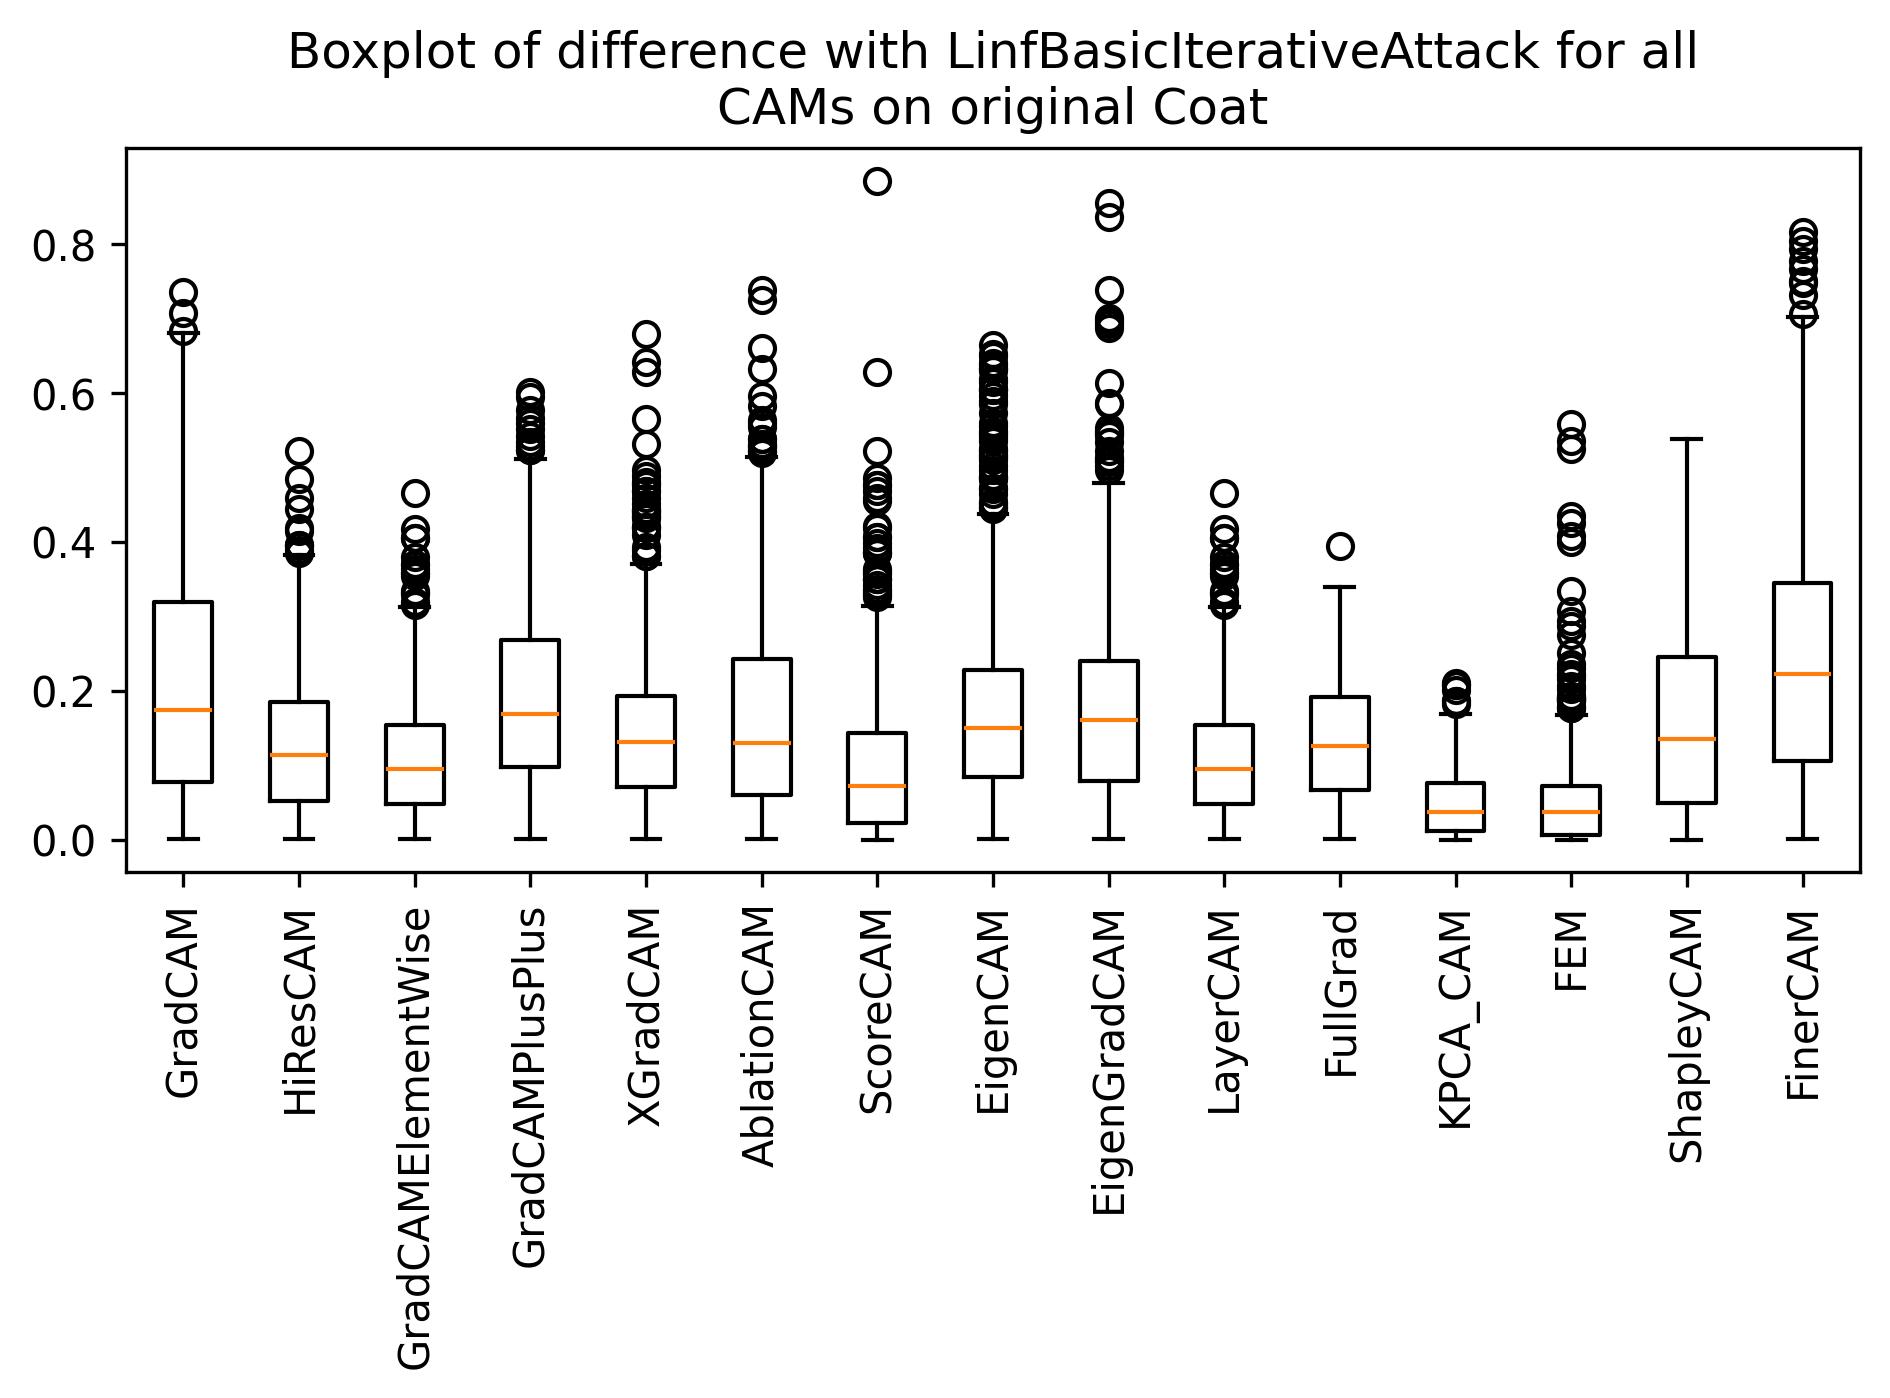 Boxplot of difference with LinfBasicIterativeAttack for all
CAMs on original Coat
0.8
0.6
0.4
0.2
0.0
GradCAM
HiResCAM
GradCAMElementWise
GradCAMPlusPlus
XGradCAM
AblationCAM
ScoreCAM
EigenCAM
EigenGradCAM
LayerCAM
FullGrad
KPCA_CAM
FEM
ShapleyCAM
FinerCAM